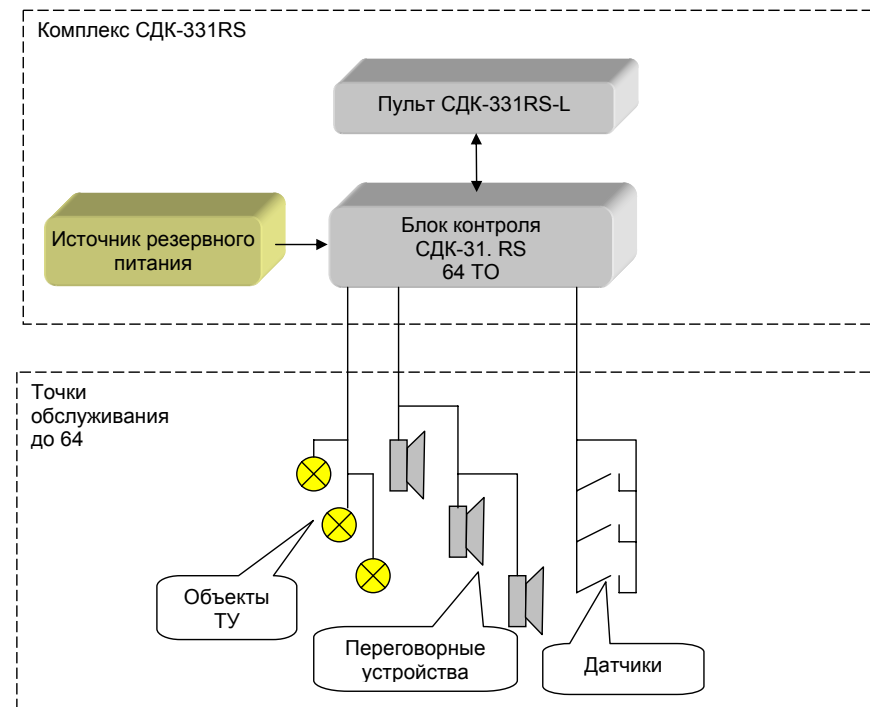 Комплекс СДК-331RS
Пульт СДК-331RS-L
Источник резервного
питания
Блок контроля
СДК-31. RS
64 ТО
Точки
обслуживания
до 64
Объекты
ТУ
Переговорные
устройства
Датчики